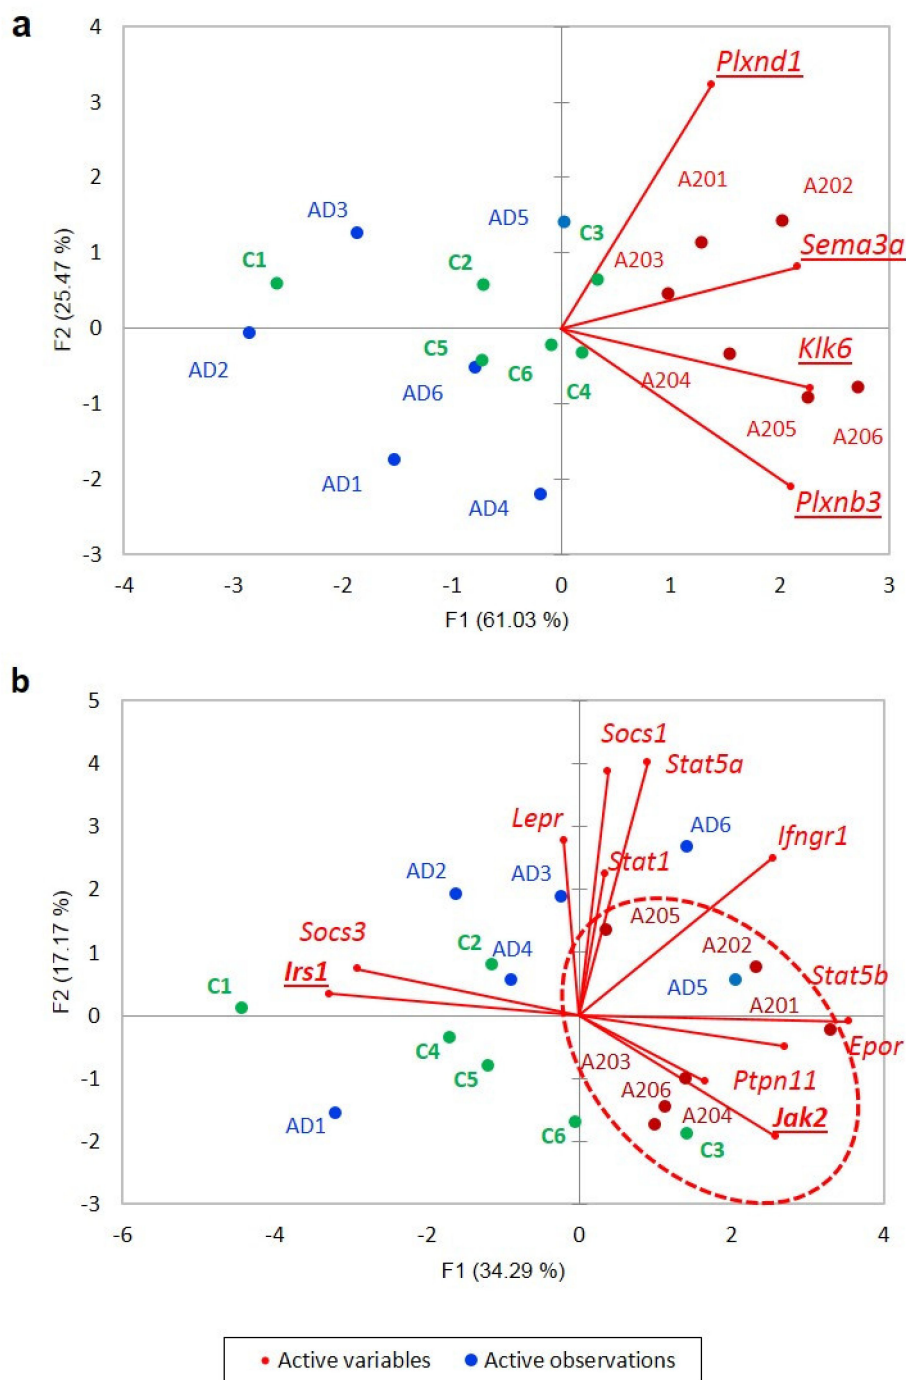 a
4
3
2
1
0
-1
-2
-3
F2 (25.47 %)
Plxnd1
A201
A202
AD3
AD5
C3
C1
C2
A203
Sema3a
AD2
C5
AD6
C6
C4
A204
Klk6
A205
A206
AD1
AD4
Plxnb3
-4 -3 -2 -1 0 1 2 3
F1 (61.03 %)
b
5
4
3
2
1
0
-1
-2
-3
F2 (17.17 %)
Socs1
Stat5a
Lepr
AD6
Ifngr1
Stat1
AD2
AD3
A205
Socs3
C2
AD4
A202
Irs1
AD5
Stat5b
C1
A201
C4
A203
Epor
C5
A206
Ptpn11
AD1
C6
A204
Jak2
C3
-6 -4 -2 0 2 4
F1 (34.29 %)
Active variables Active observations